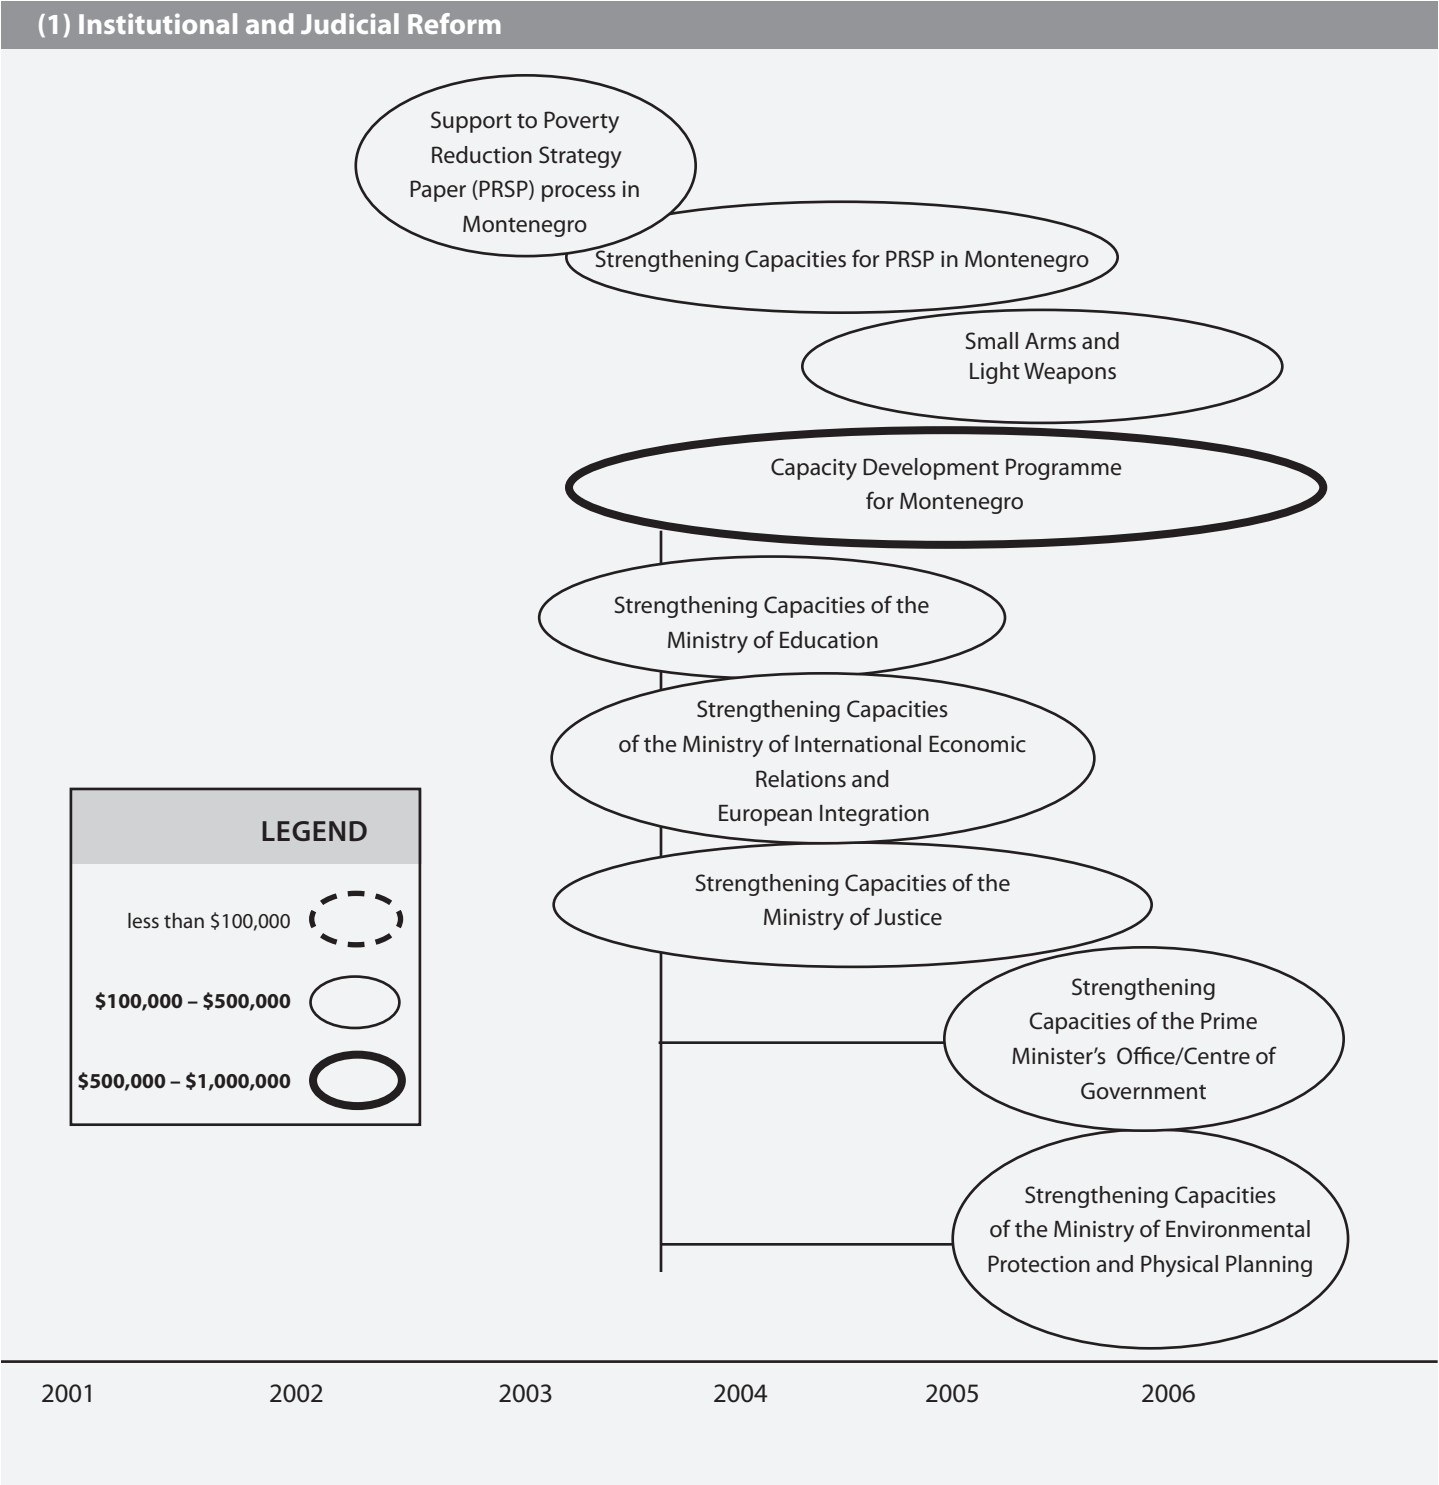 (1) Institutional and Judicial Reform
Support to Poverty
Reduction Strategy
Paper (PRSP) process in
Montenegro
Strengthening Capacities for PRSP in Montenegro
Small Arms and
Light Weapons
Capacity Development Programme
for Montenegro
Strengthening Capacities of the
Ministry of Education
Strengthening Capacities
of the Ministry of International Economic
Relations and
European Integration
Strengthening Capacities of the
Ministry of Justice
Strengthening
Capacities of the Prime
Minister’s Office/Centre of
Government
Strengthening Capacities
of the Ministry of Environmental
Protection and Physical Planning
LEGEND
less than $100,000
$100,000 – $500,000
$500,000 – $1,000,000
2001 2002 2003 2004 2005 2006